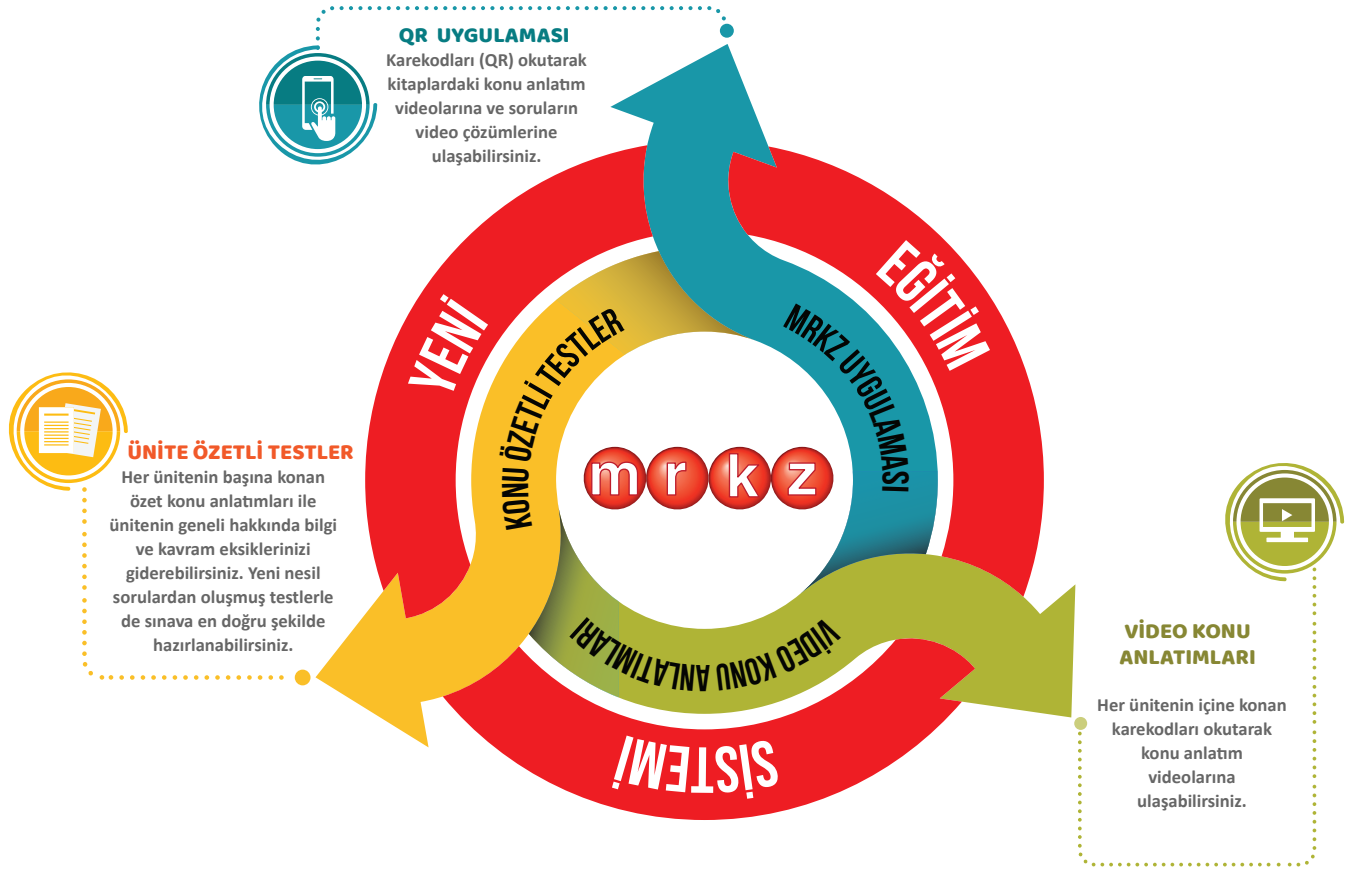 QR UYGULAMASI
Karekodları (QR) okutarak
kitaplardaki konu anlatım
videolarına ve soruların
video çözümlerine
ulaşabilirsiniz.
YENİ
EĞİTİM
SİSTEMİ
KONU ÖZETLİ TESTLER
MRKZ UYGULAMASI
VİDEO KONU ANLATIMLARI
mrkz
ÜNİTE ÖZETLİ TESTLER
Her ünitenin başına konan
özet konu anlatımları ile
ünitenin geneli hakkında bilgi
ve kavram eksiklerinizi
giderebilirsiniz. Yeni nesil
sorulardan oluşmuş testlerle
de sınava en doğru şekilde
hazırlanabilirsiniz.
VİDEO KONU
ANLATIMLARI
Her ünitenin içine konan
karekodları okutarak
konu anlatım
videolarına
ulaşabilirsiniz.